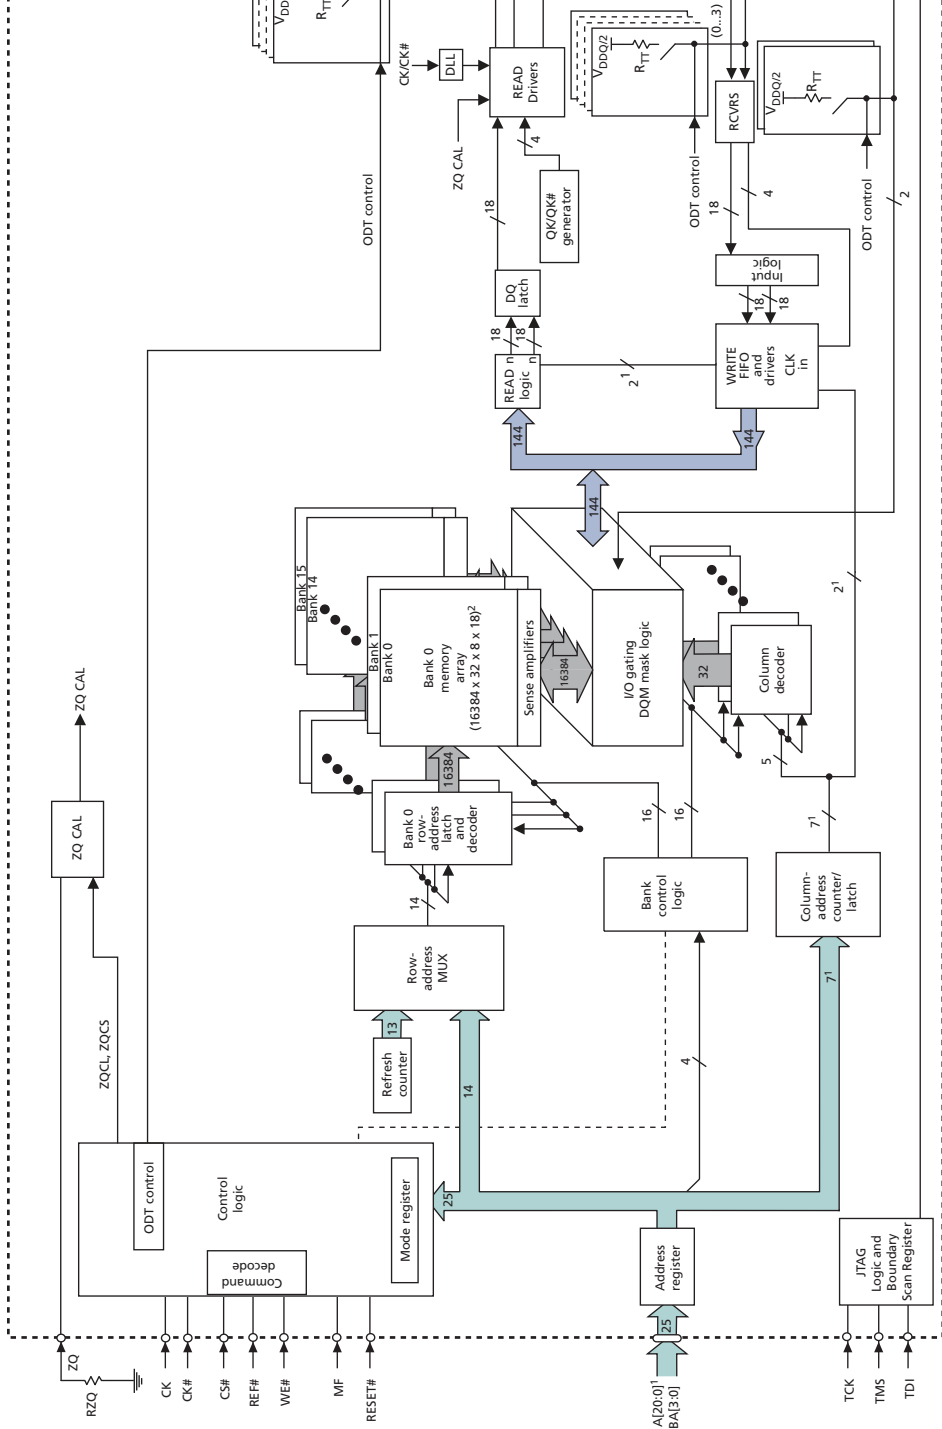 ZQ
RZQ
CK
CK#
CS#
REF#
WE#
MF
RESET#
A[20:0]¹
BA[3:0]
TCK
TMS
TDI
25
ODT control
Control
logic
Command
decode
Mode register
25
Address
register
JTAG
Logic and
Boundary
Scan Register
ZQCL, ZQCS
ZQ CAL
ZQ CAL
Refresh
counter
13
14
Row-
address
MUX
14
4
7¹
Bank
control
logic
16
16
Column-
address
counter/
latch
7¹
5
2¹
Bank 0
row-
address
latch
and
decoder
16384
Bank 15
Bank 14
Bank 1
Bank 0
Bank 0
memory
array
(16384 x 32 x 8 x 18)²
Sense amplifiers
16384
I/O gating
DQM mask logic
32
Column
decoder
144
144
144
READ n
logic n
18
18
DQ
latch
18
2¹
WRITE
FIFO
and
drivers
CLK
in
18
18
Input
logic
18
4
QK/QK#
generator
4
ODT control
ODT control
ODT control
2
ZQ CAL
CK/CK#
DLL
READ
Drivers
RCVRS
(0...3)
VDDQ/2
RTT
VDDQ/2
RTT
RTT